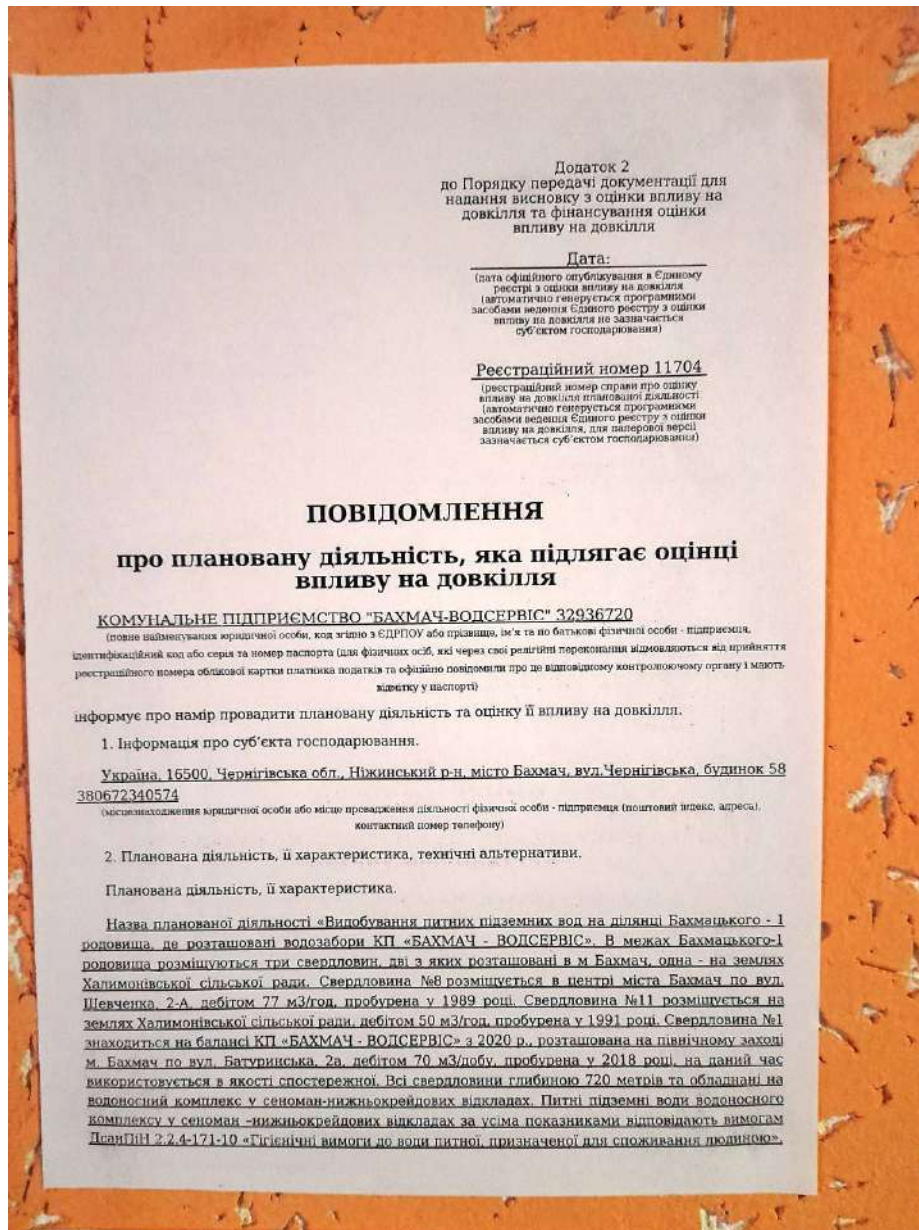 Додаток 2
до Порядку передачі документації для
надання висновку з оцінки впливу на
довкілля та фінансування оцінки
впливу на довкілля
Дата:
(дата офіційного опублікування в Єдиному
реєстрі з оцінки впливу на довкілля
(автоматично генерується програмними
засобами ведення Єдиного реєстру з оцінки
впливу на довкілля не зазначається
суб'єктом господарювання)
Реєстраційний номер 11704
(реєстраційний номер справи про оцінку
впливу на довкілля планованої діяльності
(автоматично генерується програмними
засобами ведення Єдиного реєстру з оцінки
впливу на довкілля, для паперової версії
зазначається суб'єктом господарювання)
ПОВІДОМЛЕННЯ
про плановану діяльність, яка підлягає оцінці
впливу на довкілля
КОМУНАЛЬНЕ ПІДПРИЄМСТВО "БАХМАЧ-ВОДСЕРВІС" 32936720
(повне найменування юридичної особи, код згідно з ЄДРПОУ або прізвище, ім'я та по батькові фізичної особи - підприємця,
ідентифікаційний код або серія та номер паспорта (для фізичних осіб, які через свої релігійні переконання відмовляються від прийняття
реєстраційного номера облікової картки платника податків та офіційно повідомили про це відповідному контролюючому органу і мають
відмітку у паспорті)
інформує про намір провадити плановану діяльність та оцінку її впливу на довкілля.
1. Інформація про суб'єкта господарювання.
Україна, 16500, Чернігівська обл., Ніжинський р-н, місто Бахмач, вул.Чернігівська, будинок 58
380672340574
(місцезнаходження юридичної особи або місце провадження діяльності фізичної особи - підприємця (поштовий індекс, адреса),
контактний номер телефону)
2. Планована діяльність, її характеристика, технічні альтернативи.
Планована діяльність, її характеристика.
Назва планованої діяльності «Видобування питних підземних вод на ділянці Бахмацького - 1
родовища, де розташовані водозабори КП «БАХМАЧ - ВОДСЕРВІС». В межах Бахмацького-1
родовища розміщуються три свердловин, дві з яких розташовані в м Бахмач, одна - на землях
Халимонівської сільської ради. Свердловина №8 розміщується в центрі міста Бахмач по вул.
Шевченка, 2-А, дебітом 77 м3/год, пробурена у 1989 році. Свердловина №11 розміщується на
землях Халимонівської сільської ради, дебітом 50 м3/год, пробурена у 1991 році. Свердловина №1
знаходиться на балансі КП «БАХМАЧ - ВОДСЕРВІС» з 2020 р., розташована на північному заході
м. Бахмач по вул. Батуринська, 2а, дебітом 70 м3/добу, пробурена у 2018 році, на даний час
використовується в якості спостережної. Всі свердловини глибиною 720 метрів та обладнані на
водоносний комплекс у сеноман-нижньокрейдових відкладах. Питні підземні води водоносного
комплексу у сеноман –нижньокрейдових відкладах за усіма показниками відповідають вимогам
ДсанПіН 2.2.4-171-10 «Гігієнічні вимоги до води питної, призначеної для споживання людиною».